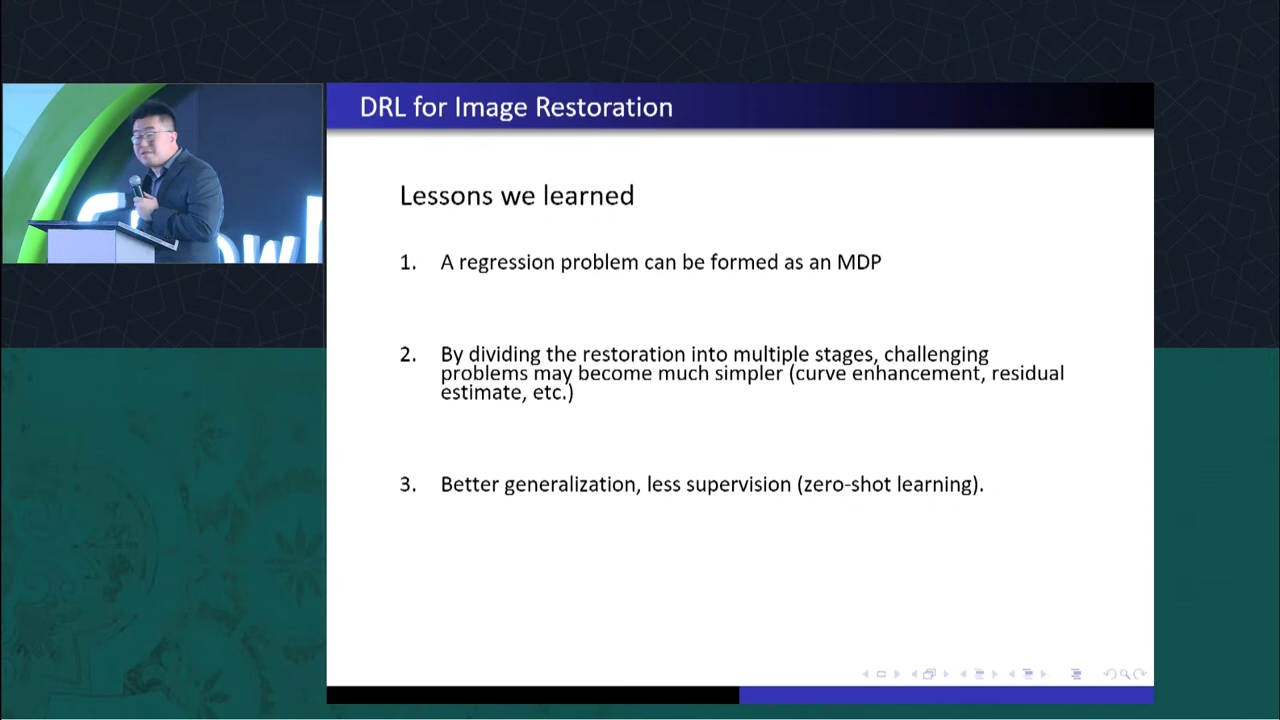 DRL for Image Restoration
Lessons we learned
1. A regression problem can be formed as an MDP
2. By dividing the restoration into multiple stages, challenging
problems may become much simpler (curve enhancement, residual
estimate, etc.)
3. Better generalization, less supervision (zero-shot learning).